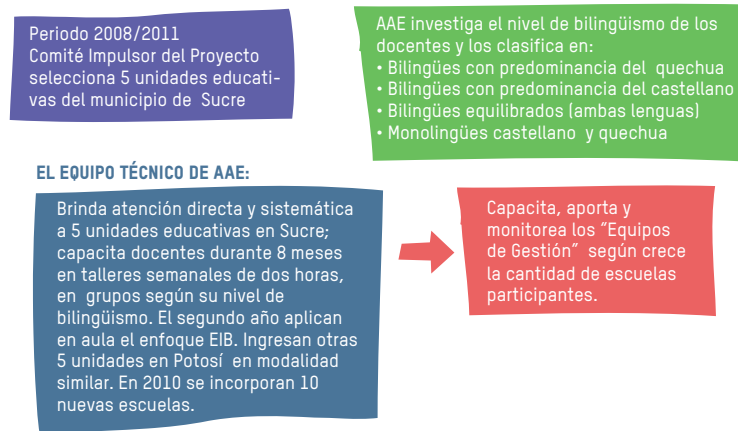 Periodo 2008/2011
Comité Impulsor del Proyecto
selecciona 5 unidades educati-
vas del municipio de Sucre
AAE investiga el nivel de bilingüismo de los
docentes y los clasifica en:
• Bilingües con predominancia del quechua
• Bilingües con predominancia del castellano
• Bilingües equilibrados (ambas lenguas)
• Monolingües castellano y quechua
EL EQUIPO TÉCNICO DE AAE:
Brinda atención directa y sistemática
a 5 unidades educativas en Sucre;
capacita docentes durante 8 meses
en talleres semanales de dos horas,
en grupos según su nivel de
bilingüismo. El segundo año aplican
en aula el enfoque EIB. Ingresan otras
5 unidades en Potosí en modalidad
similar. En 2010 se incorporan 10
nuevas escuelas.
Capacita, aporta y
monitorea los “Equipos
de Gestión” según crece
la cantidad de escuelas
participantes.